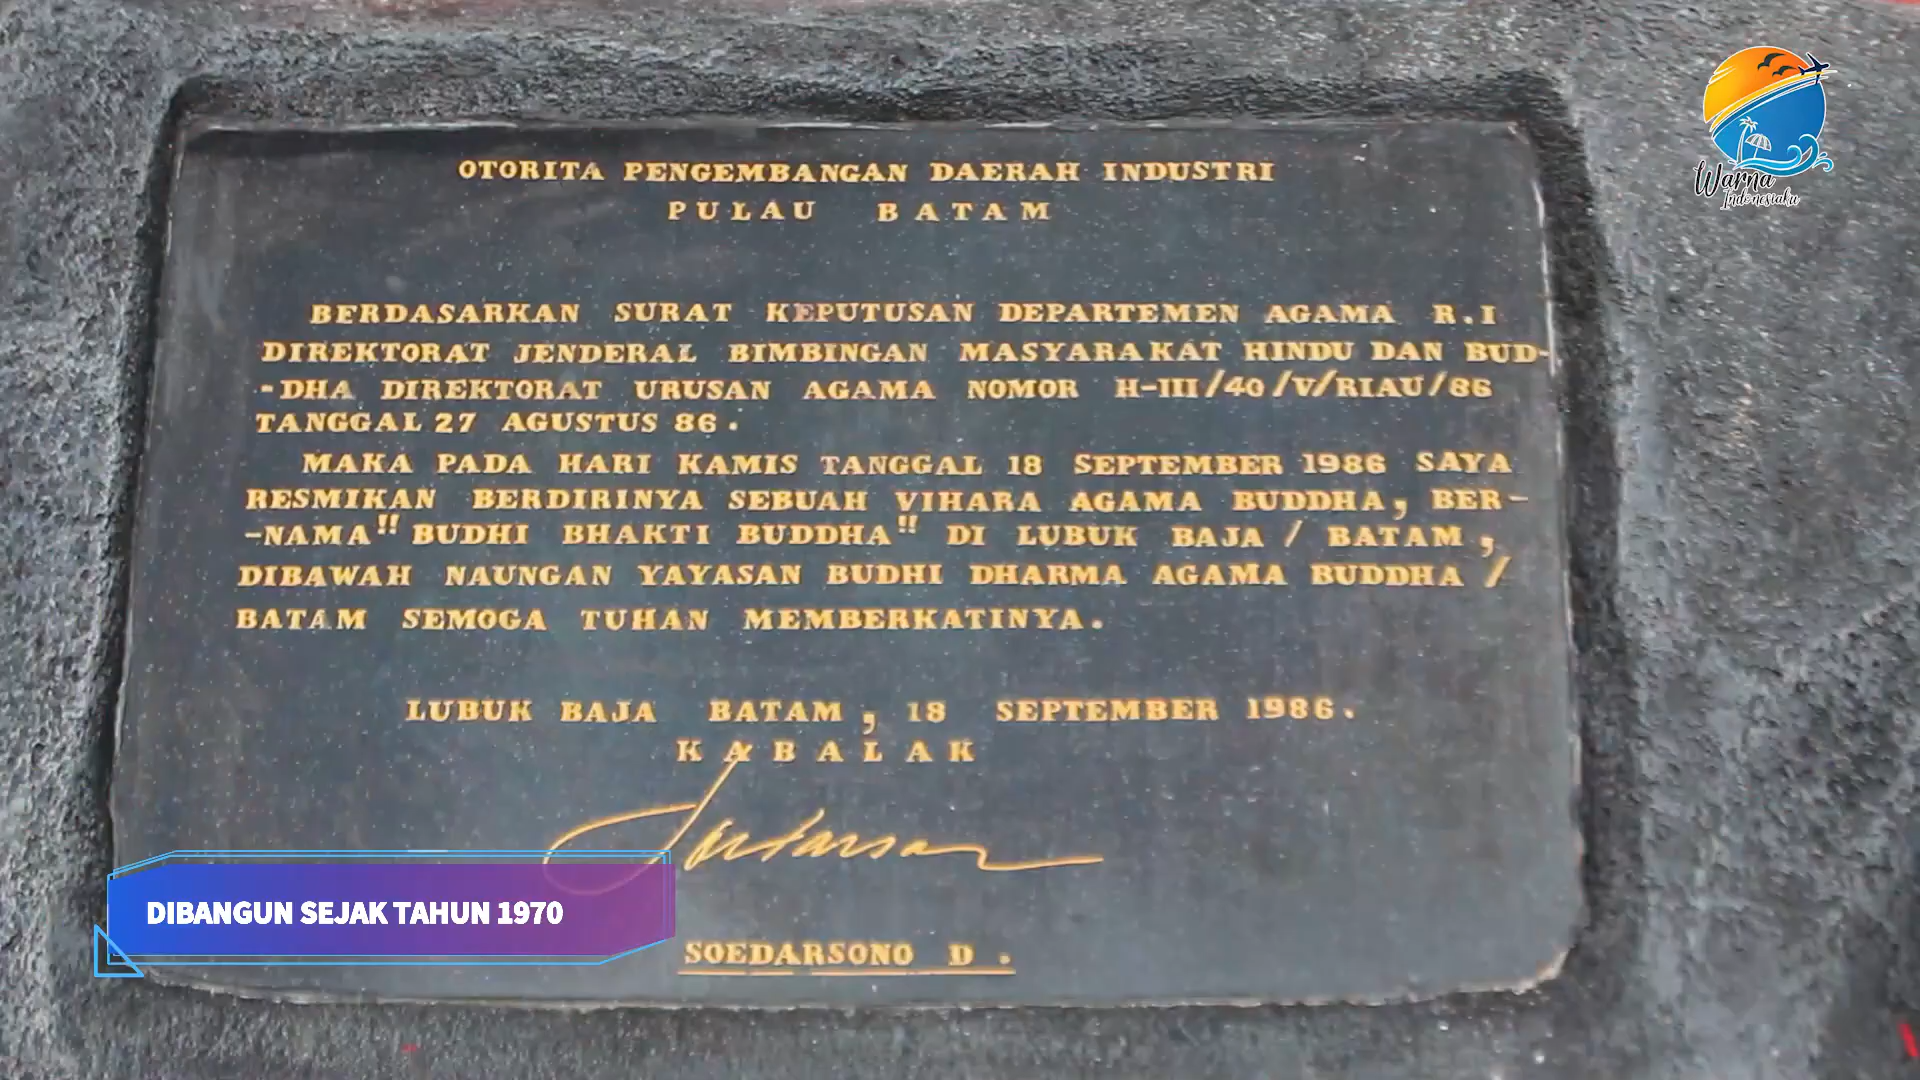 OTORITA PENGEMBANGAN DAERAH INDUSTRI
PULAU BATAM
BERDASARKAN SURAT KEPUTUSAN DEPARTEMEN AGAMA R.I
DIREKTORAT JENDERAL BIMBINGAN MASYARAKAT HINDU DAN BUD-
-DHA DIREKTORAT URUSAN AGAMA NOMOR H-III/40/V/RIAU/86
TANGGAL 27 AGUSTUS 86.
MAKA PADA HARI KAMIS TANGGAL 18 SEPTEMBER 1986 SAYA
RESMIKAN BERDIRINYA SEBUAH VIHARA AGAMA BUDDHA, BER-
-NAMA "BUDHI BHAKTI BUDDHA" DI LUBUK BAJA / BATAM,
DIBAWAH NAUNGAN YAYASAN BUDHI DHARMA AGAMA BUDDHA /
BATAM SEMOGA TUHAN MEMBERKATINYA.
LUBUK BAJA BATAM, 18 SEPTEMBER 1986.
KABALAK
SOEDARSONO D.
DIBANGUN SEJAK TAHUN 1970
Warna
Indonesiaku